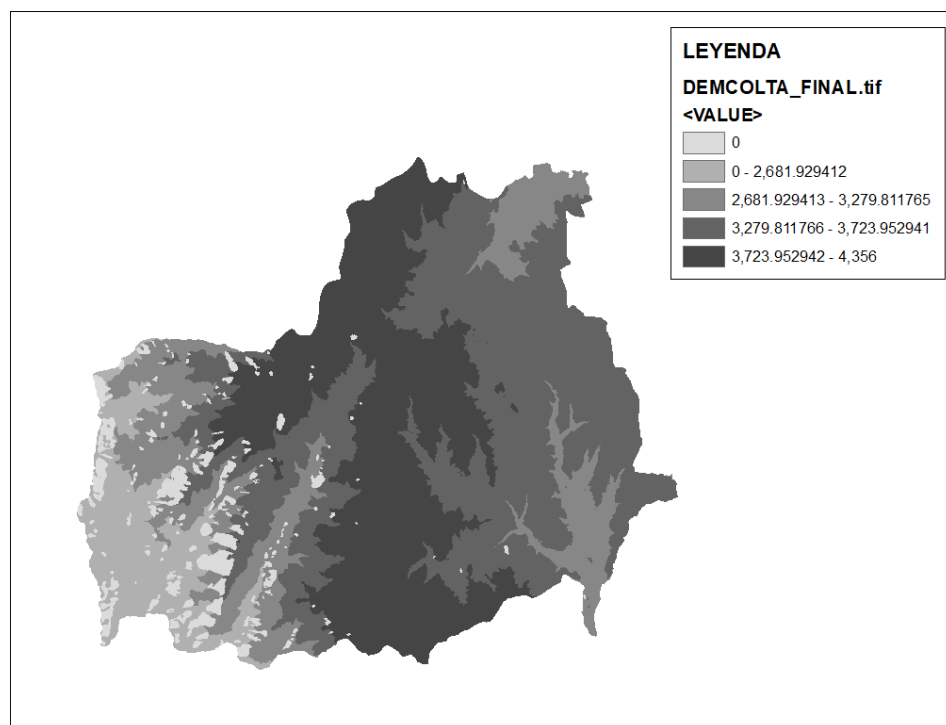 LEYENDA
DEMCOLTA_FINAL.tif
<VALUE>
0
0 - 2,681.929412
2,681.929413 - 3,279.811765
3,279.811766 - 3,723.952941
3,723.952942 - 4,356